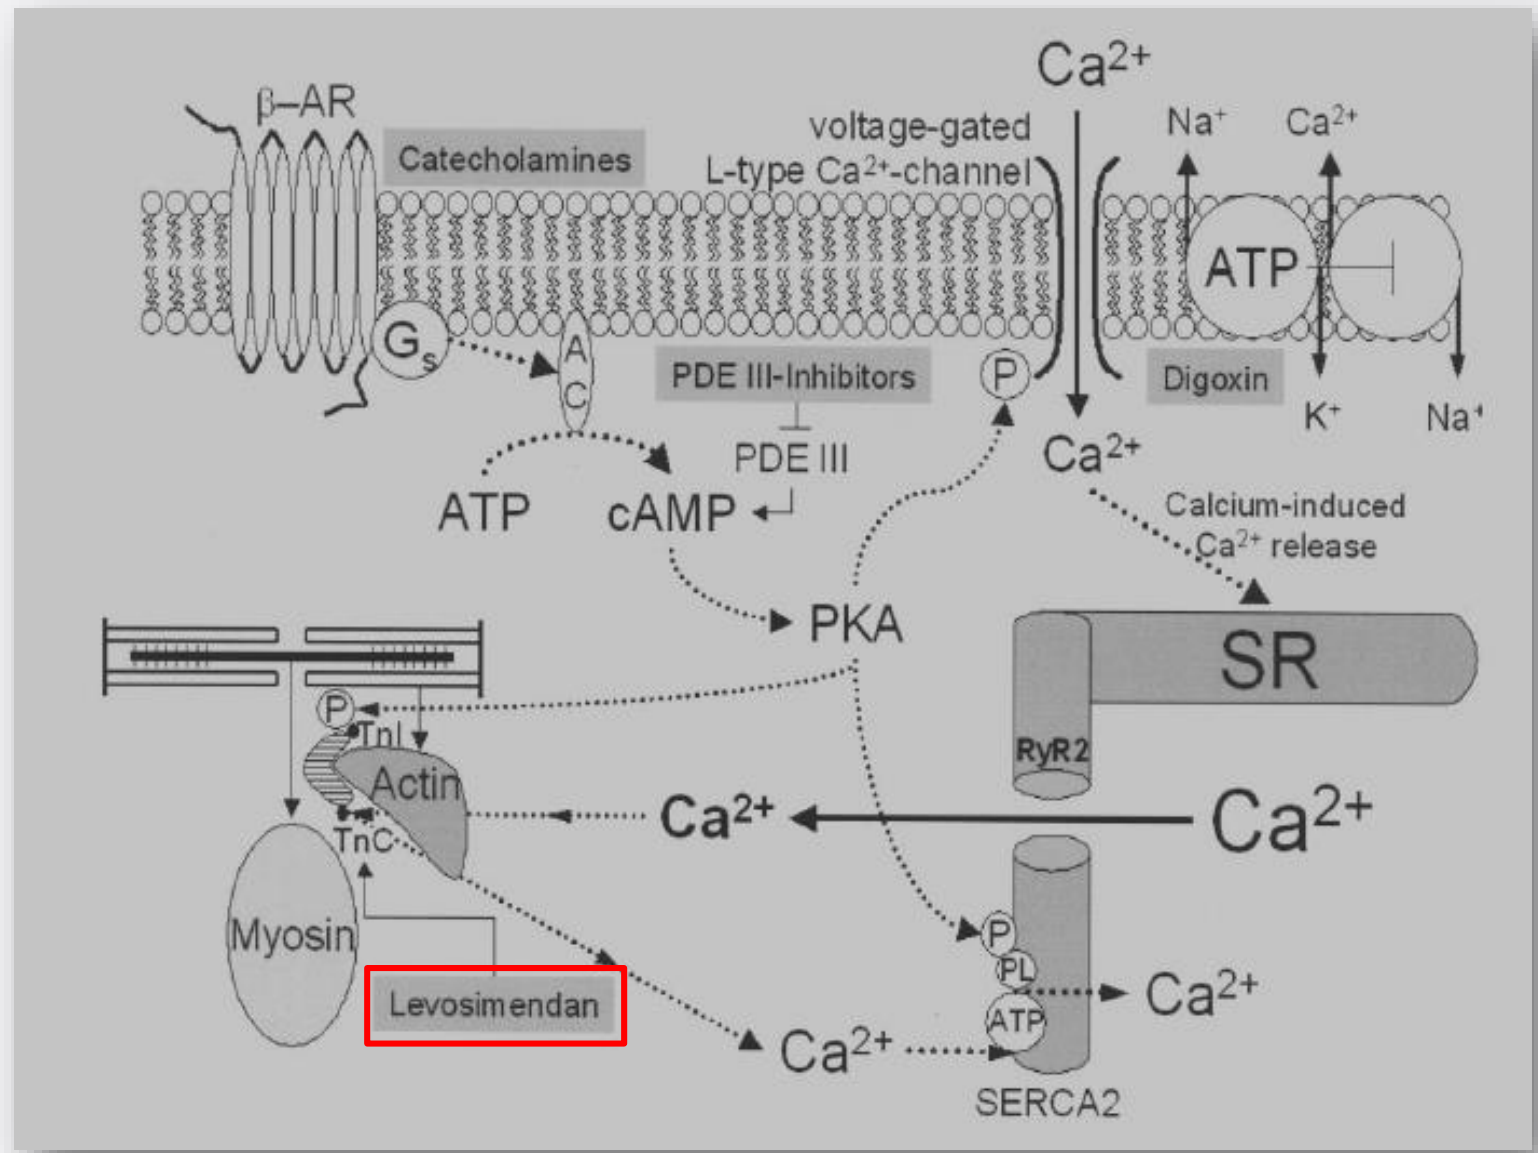 Ca²⁺
β–AR
Catecholamines
voltage-gated
L-type Ca²⁺-channel
Na⁺
Ca²⁺
ATP
Gs
A
C
PDE III-Inhibitors
P
Digoxin
K⁺
Na⁺
PDE III
Ca²⁺
ATP
cAMP
Calcium-induced
Ca²⁺ release
PKA
SR
P
TnI
RyR2
Actin
Ca²⁺
Ca²⁺
TnC
Myosin
P
PL
Levosimendan
ATP
Ca²⁺
Ca²⁺
SERCA2